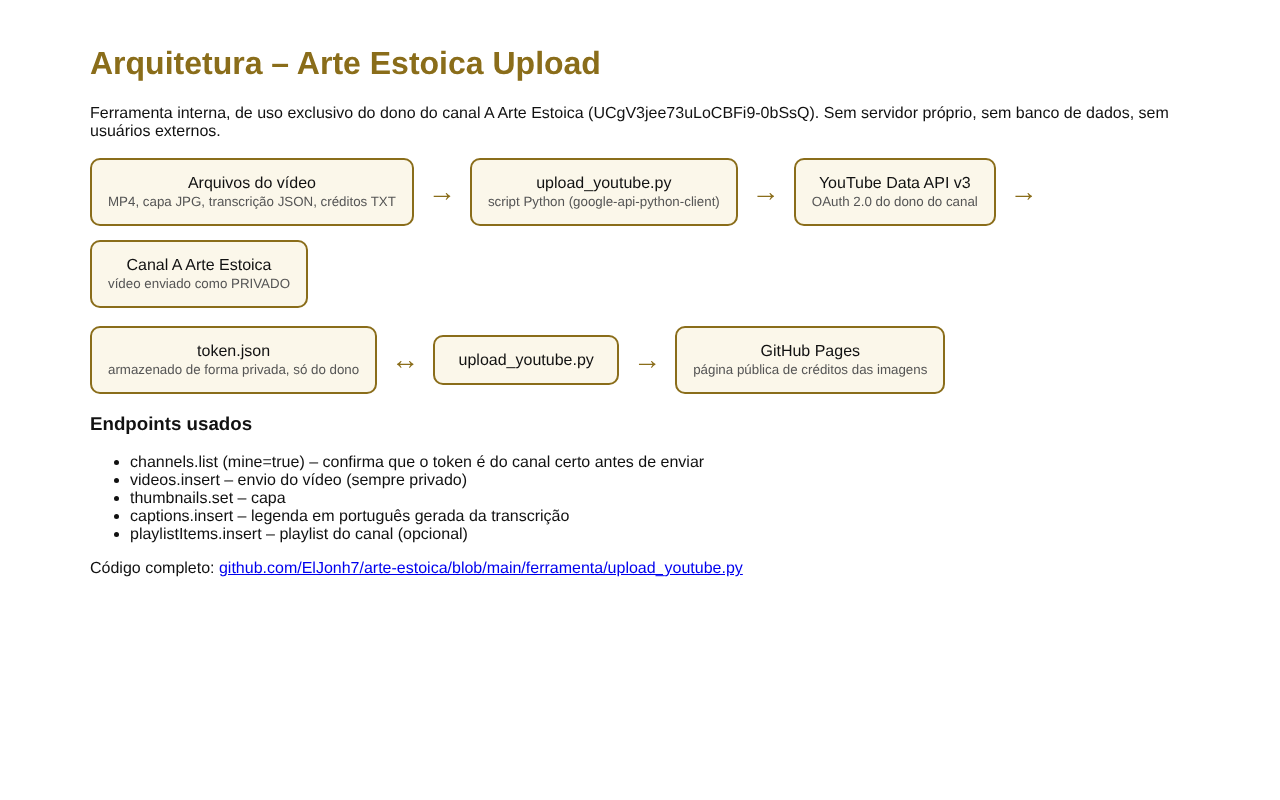 Arquitetura – Arte Estoica Upload
Ferramenta interna, de uso exclusivo do dono do canal A Arte Estoica (UCgV3jee73uLoCBFi9-0bSsQ). Sem servidor próprio, sem banco de dados, sem
usuários externos.
Arquivos do vídeo
MP4, capa JPG, transcrição JSON, créditos TXT
→
upload_youtube.py
script Python (google-api-python-client)
→
YouTube Data API v3
OAuth 2.0 do dono do canal
→
Canal A Arte Estoica
vídeo enviado como PRIVADO
token.json
armazenado de forma privada, só do dono
↔
upload_youtube.py
→
GitHub Pages
página pública de créditos das imagens
Endpoints usados
• channels.list (mine=true) – confirma que o token é do canal certo antes de enviar
• videos.insert – envio do vídeo (sempre privado)
• thumbnails.set – capa
• captions.insert – legenda em português gerada da transcrição
• playlistItems.insert – playlist do canal (opcional)
Código completo: github.com/ElJonh7/arte-estoica/blob/main/ferramenta/upload_youtube.py